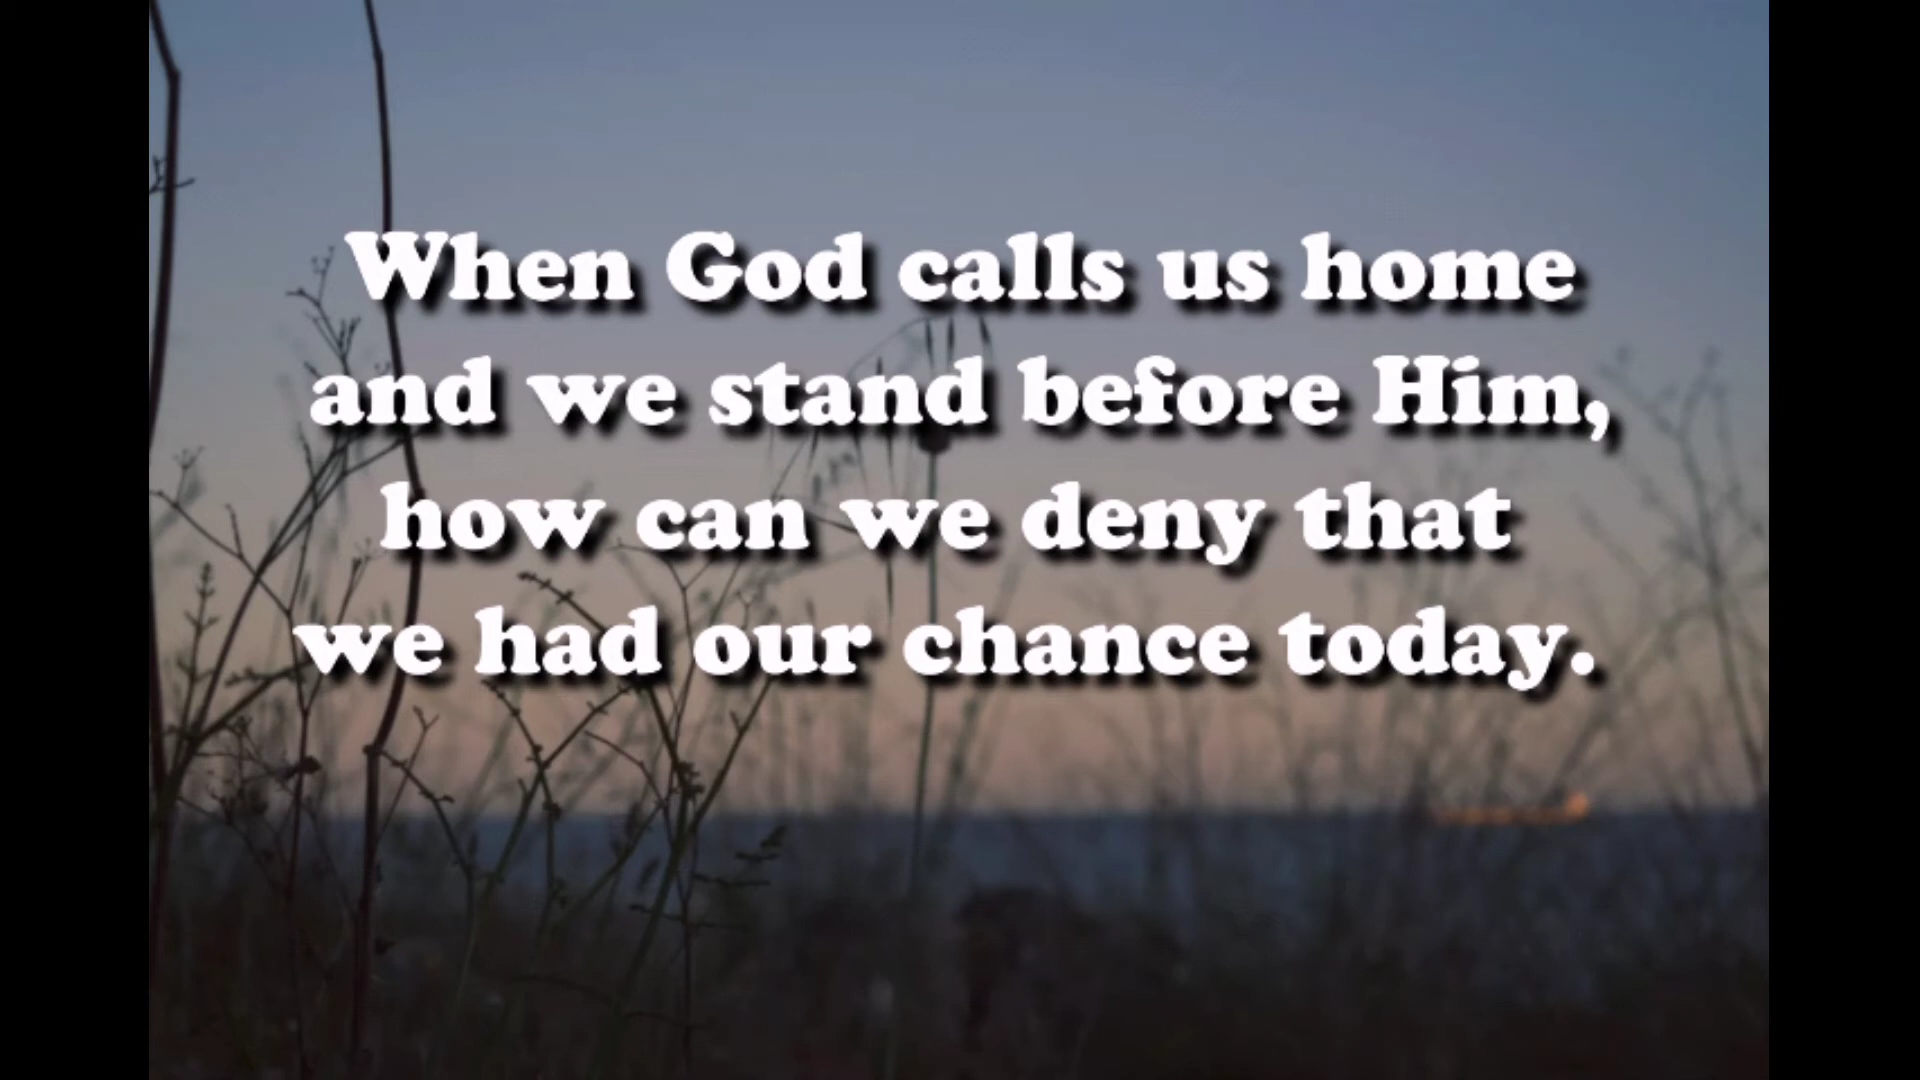 When God calls us home
and we stand before Him,
how can we deny that
we had our chance today.